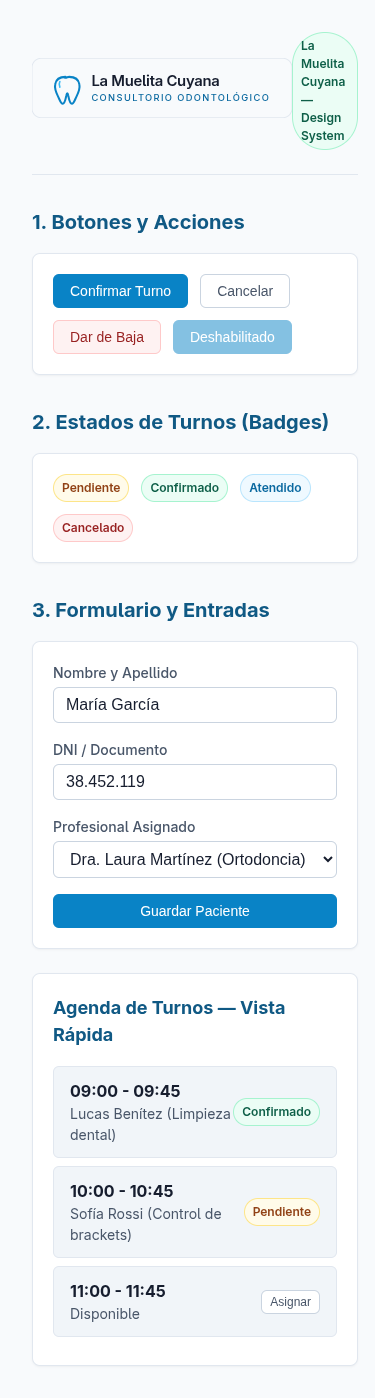 La Muelita Cuyana
CONSULTORIO ODONTOLÓGICO
La
Muelita
Cuyana
—
Design
System
1. Botones y Acciones
Confirmar Turno
Cancelar
Dar de Baja
Deshabilitado
2. Estados de Turnos (Badges)
Pendiente
Confirmado
Atendido
Cancelado
3. Formulario y Entradas
Nombre y Apellido
María García
DNI / Documento
38.452.119
Profesional Asignado
Dra. Laura Martínez (Ortodoncia)
Guardar Paciente
Agenda de Turnos — Vista
Rápida
09:00 - 09:45
Lucas Benítez (Limpieza
dental)
Confirmado
10:00 - 10:45
Sofía Rossi (Control de
brackets)
Pendiente
11:00 - 11:45
Disponible
Asignar